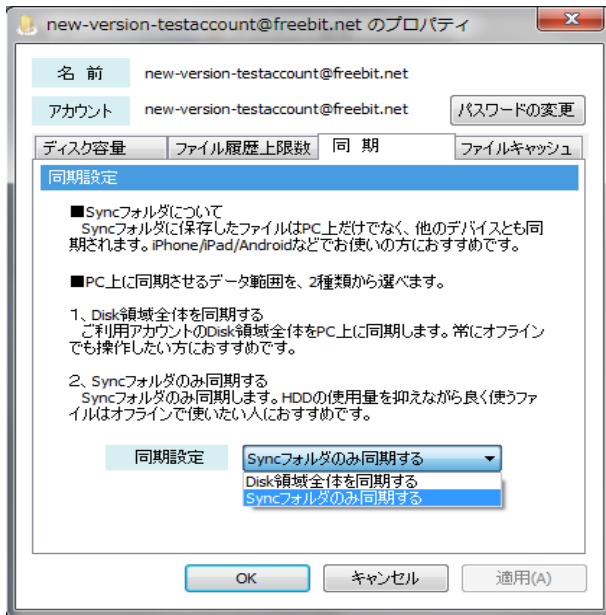 new-version-testaccount@freebit.net のプロパティ
名 前 new-version-testaccount@freebit.net
アカウント new-version-testaccount@freebit.net パスワードの変更
ディスク容量 ファイル履歴上限数 同 期 ファイルキャッシュ
同期設定
■Syncフォルダについて
Syncフォルダに保存したファイルはPC上だけでなく、他のデバイスとも同
期されます。iPhone/iPad/Androidなどでお使いの方におすすめです。
■PC上に同期させるデータ範囲を、2種類から選べます。
1、Disk領域全体を同期する
ご利用アカウントのDisk領域全体をPC上に同期します。常にオフライン
でも操作したい方におすすめです。
2、Syncフォルダのみ同期する
Syncフォルダのみ同期します。HDDの使用量を抑えながら良く使うファ
イルはオフラインで使いたい人におすすめです。
同期設定 Syncフォルダのみ同期する
Disk領域全体を同期する
Syncフォルダのみ同期する
OK キャンセル 適用(A)